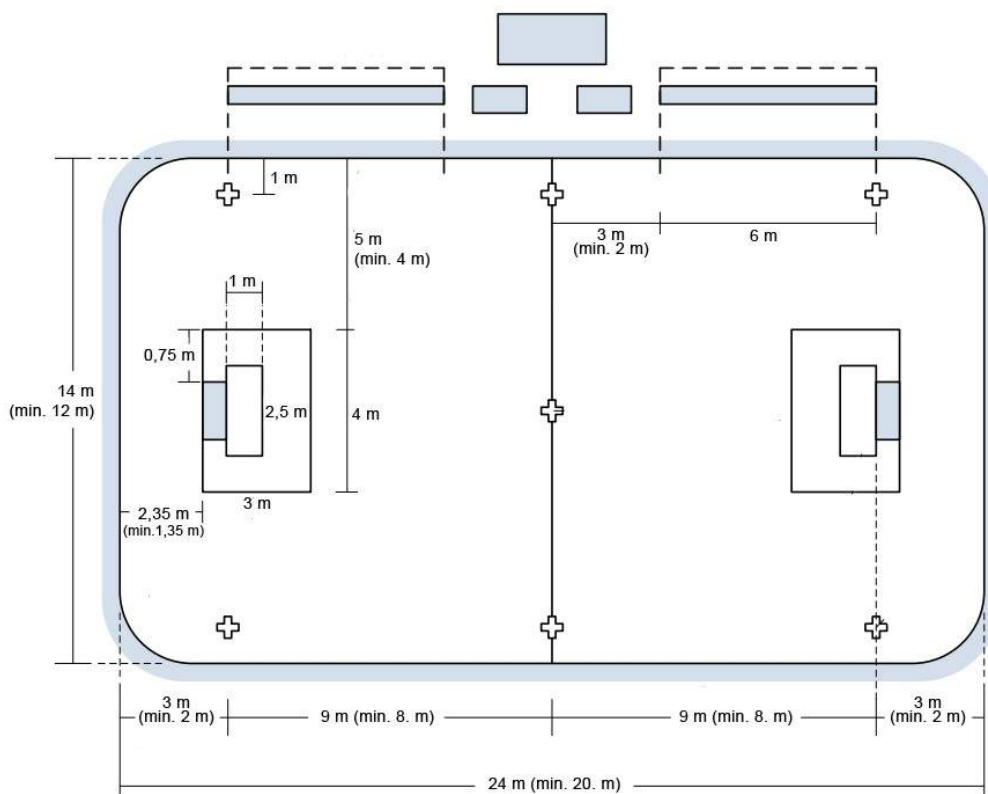 1 m
3 m
(min. 2 m)
6 m
5 m
(min. 4 m)
1 m
0,75 m
14 m
(min. 12 m)
2,5 m
4 m
3 m
2,35 m
(min.1,35 m)
3 m
(min. 2 m)
9 m (min. 8. m)
9 m (min. 8. m)
3 m
(min. 2 m)
24 m (min. 20. m)